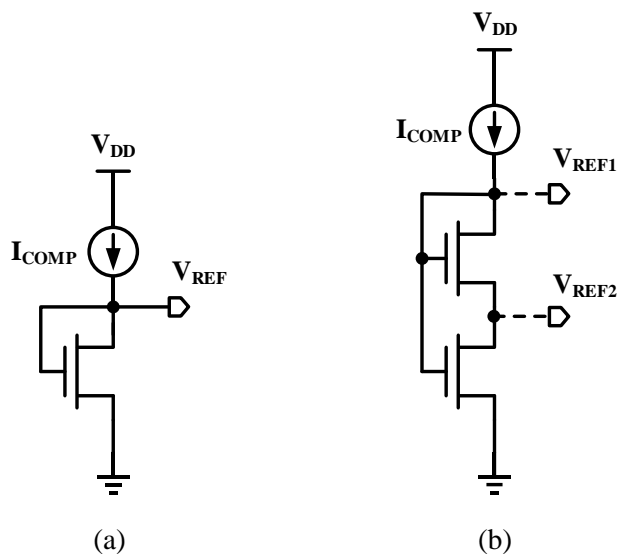 V_DD
I_COMP
V_REF
(a)
V_DD
I_COMP
V_REF1
V_REF2
(b)